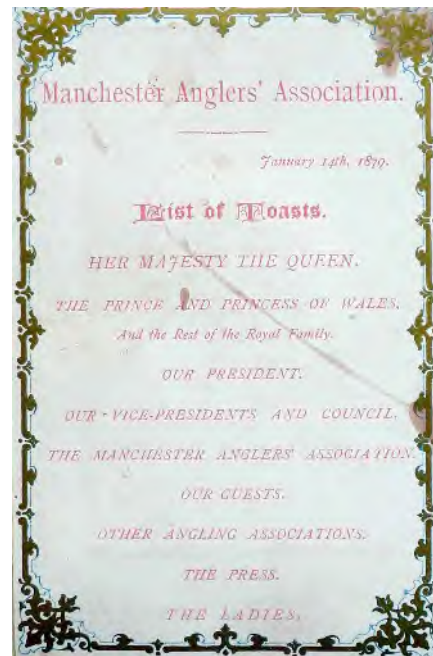 Manchester Anglers' Association.
January 14th, 1879.
List of Toasts.
HER MAJESTY THE QUEEN.
THE PRINCE AND PRINCESS OF WALES,
And the Rest of the Royal Family.
OUR PRESIDENT.
OUR VICE-PRESIDENTS AND COUNCIL.
THE MANCHESTER ANGLERS' ASSOCIATION.
OUR GUESTS.
OTHER ANGLING ASSOCIATIONS.
THE PRESS.
THE LADIES.